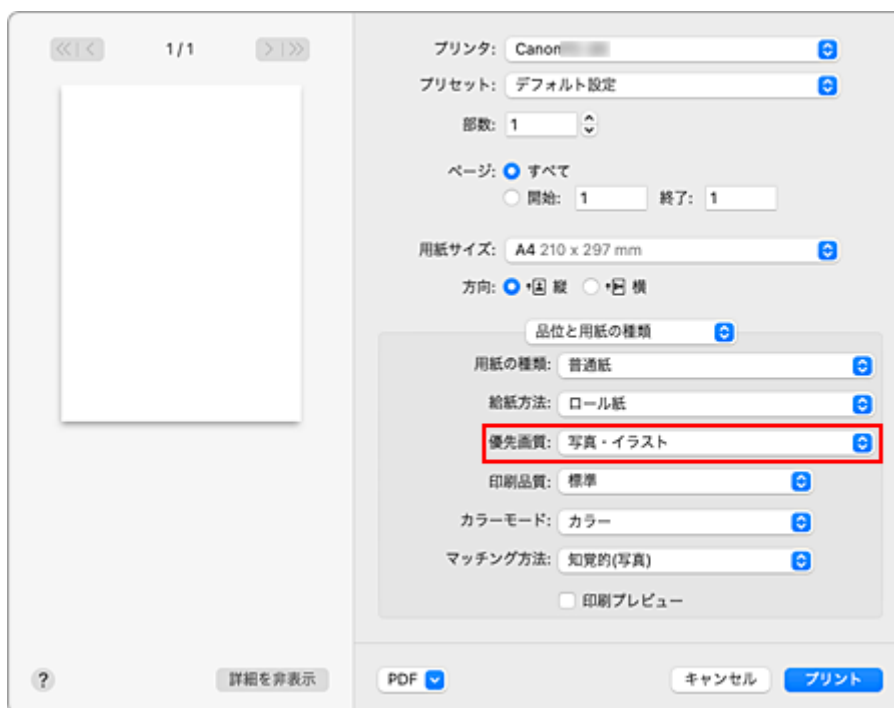 1 / 1
プリンタ: Canon
プリセット: デフォルト設定
部数: 1
ページ: すべて
開始: 1 終了: 1
用紙サイズ: A4 210 x 297 mm
方向: 縦 横
品位と用紙の種類
用紙の種類: 普通紙
給紙方法: ロール紙
優先画質: 写真・イラスト
印刷品質: 標準
カラーモード: カラー
マッチング方法: 知覚的(写真)
印刷プレビュー
? 詳細を非表示 PDF キャンセル プリント